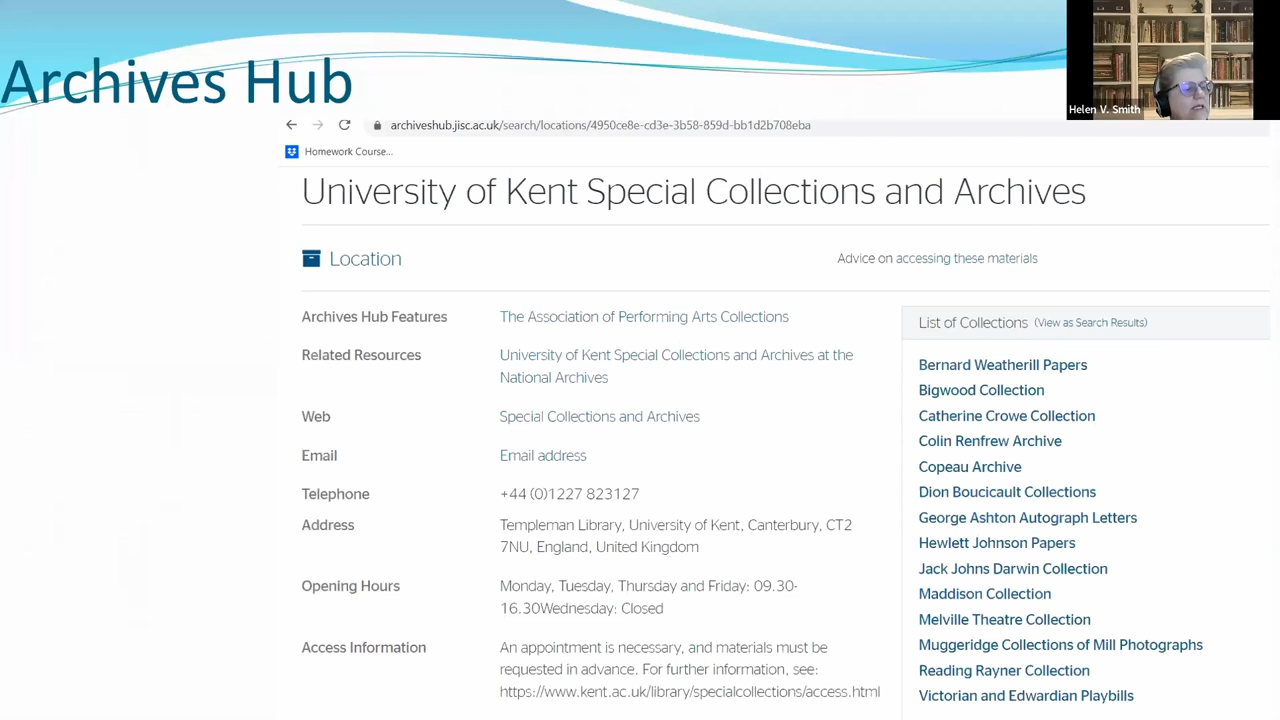 Archives Hub
Helen V. Smith
archiveshub.jisc.ac.uk/search/locations/4950ce8e-cd3e-3b58-859d-bb1d2b708eba
Homework Course...
University of Kent Special Collections and Archives
Location
Advice on accessing these materials
Archives Hub Features
The Association of Performing Arts Collections
Related Resources
University of Kent Special Collections and Archives at the
National Archives
Web
Special Collections and Archives
Email
Email address
Telephone
+44 (0)1227 823127
Address
Templeman Library, University of Kent, Canterbury, CT2
7NU, England, United Kingdom
Opening Hours
Monday, Tuesday, Thursday and Friday: 09.30-
16.30Wednesday: Closed
Access Information
An appointment is necessary, and materials must be
requested in advance. For further information, see:
https://www.kent.ac.uk/library/specialcollections/access.html
List of Collections (View as Search Results)
Bernard Weatherill Papers
Bigwood Collection
Catherine Crowe Collection
Colin Renfrew Archive
Copeau Archive
Dion Boucicault Collections
George Ashton Autograph Letters
Hewlett Johnson Papers
Jack Johns Darwin Collection
Maddison Collection
Melville Theatre Collection
Muggeridge Collections of Mill Photographs
Reading Rayner Collection
Victorian and Edwardian Playbills